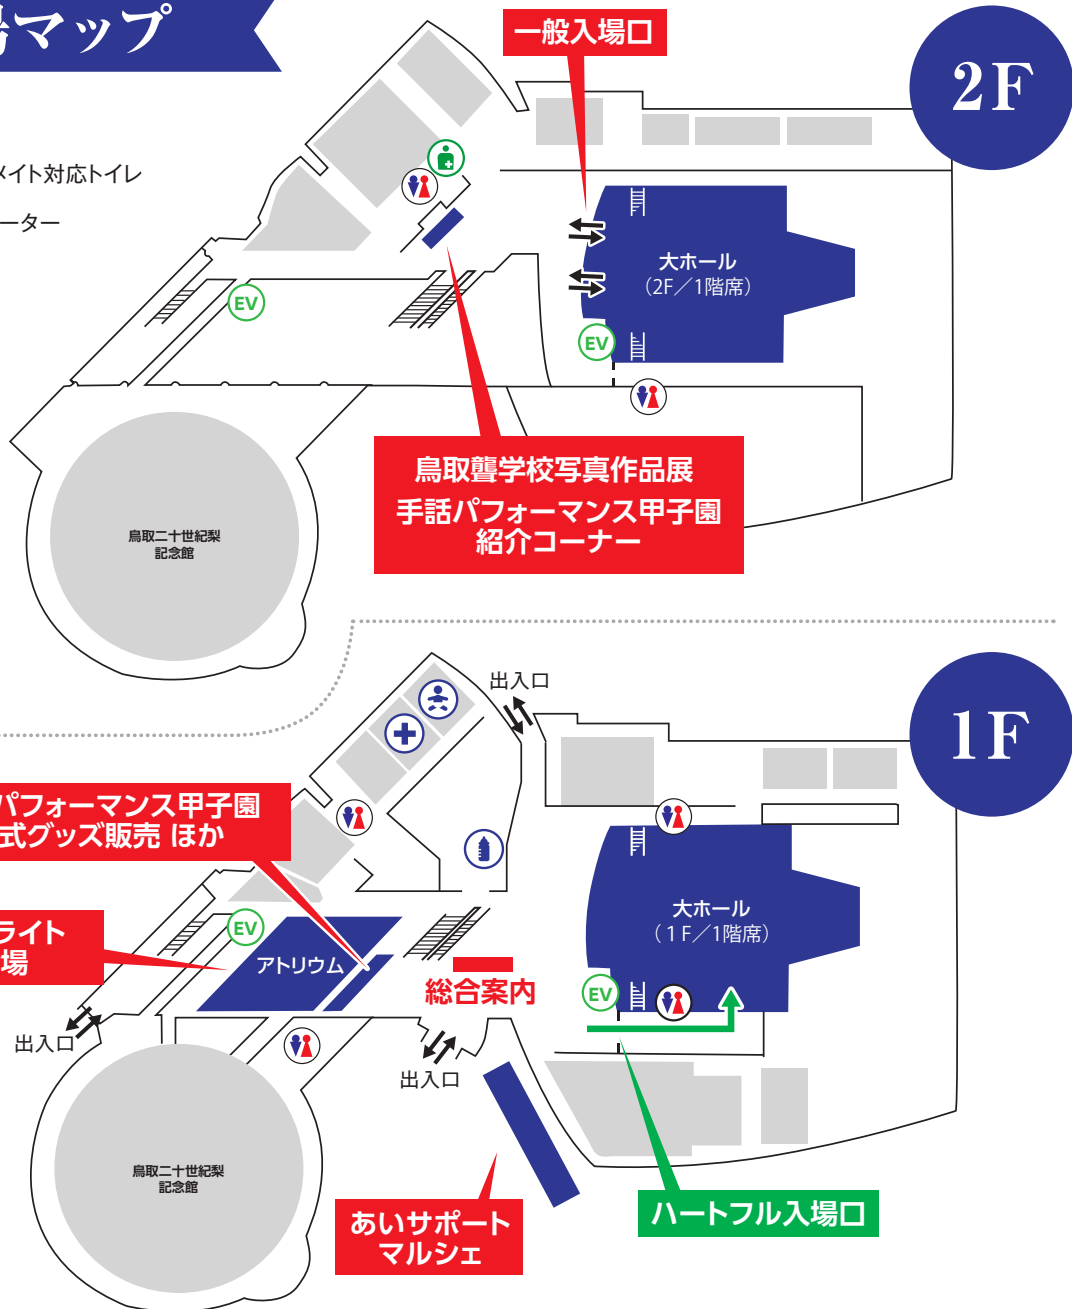 場マップ
メイト対応トイレ
ーター
一般入場口
2F
大ホール
（2F／1階席）
EV
EV
鳥取聾学校写真作品展
手話パフォーマンス甲子園
紹介コーナー
鳥取二十世紀梨
記念館
出入口
1F
パフォーマンス甲子園
式グッズ販売 ほか
ライト
場
EV
アトリウム
総合案内
大ホール
（１F／1階席）
EV
出入口
出入口
鳥取二十世紀梨
記念館
あいサポート
マルシェ
ハートフル入場口